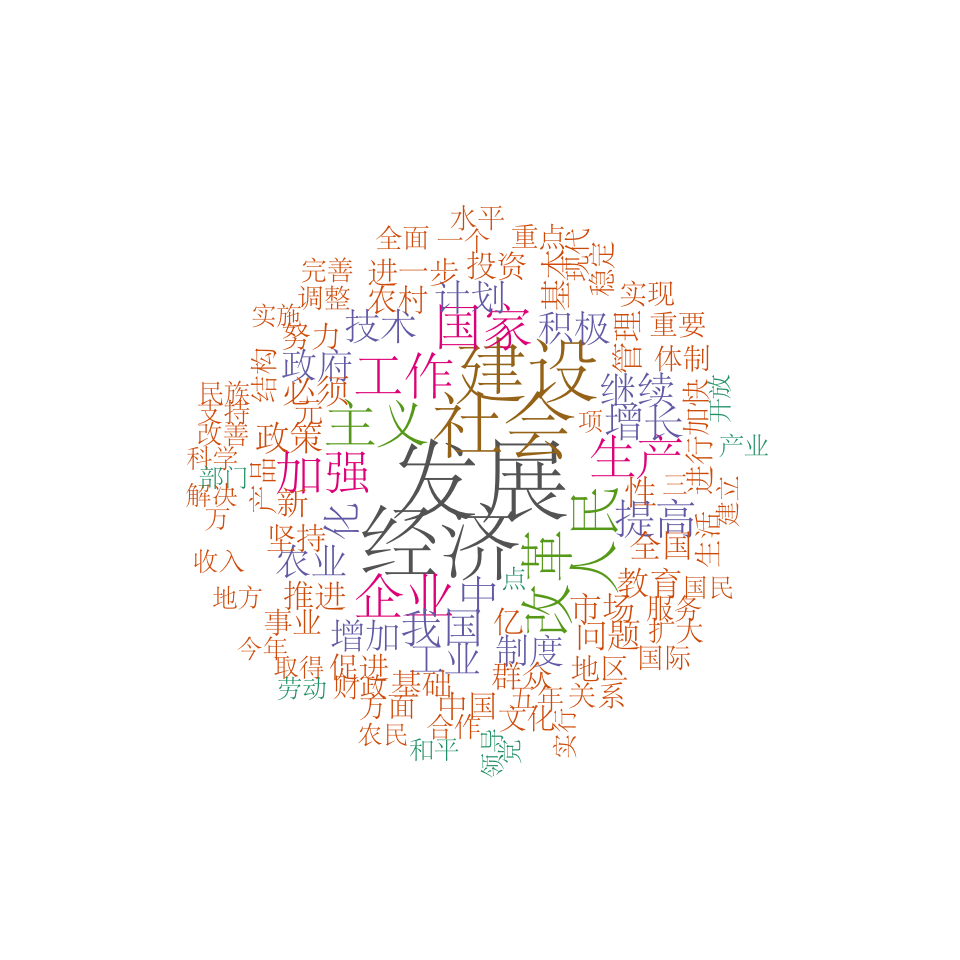 水平
全面
一个
重点
现代
稳定
基本
完善
进一步
投资
调整
农村
计划
实现
实施
努力
技术
国家
积极
管理
重要
结构
政府
工作
建设
体制
民族
必须
继续
加快
开放
支持
元
主义
社会
项
增长
改善
政策
进行
产业
科学
部门
产品
加强
发展
生产
解决
新
性
三
建立
万
化
人民
提高
生活
坚持
经济
改革
全国
收入
农业
点
地方
推进
企业
中
教育
国民
事业
增加
我国
亿
市场
服务
今年
工业
制度
问题
扩大
取得
促进
群众
地区
国际
劳动
财政
基础
方面
中国
五年
关系
文化
农民
合作
实行
和平
领导
党